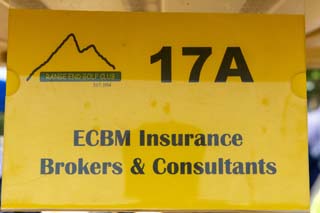 17A
RANGE END GOLF CLUB
ECBM Insurance
Brokers & Consultants